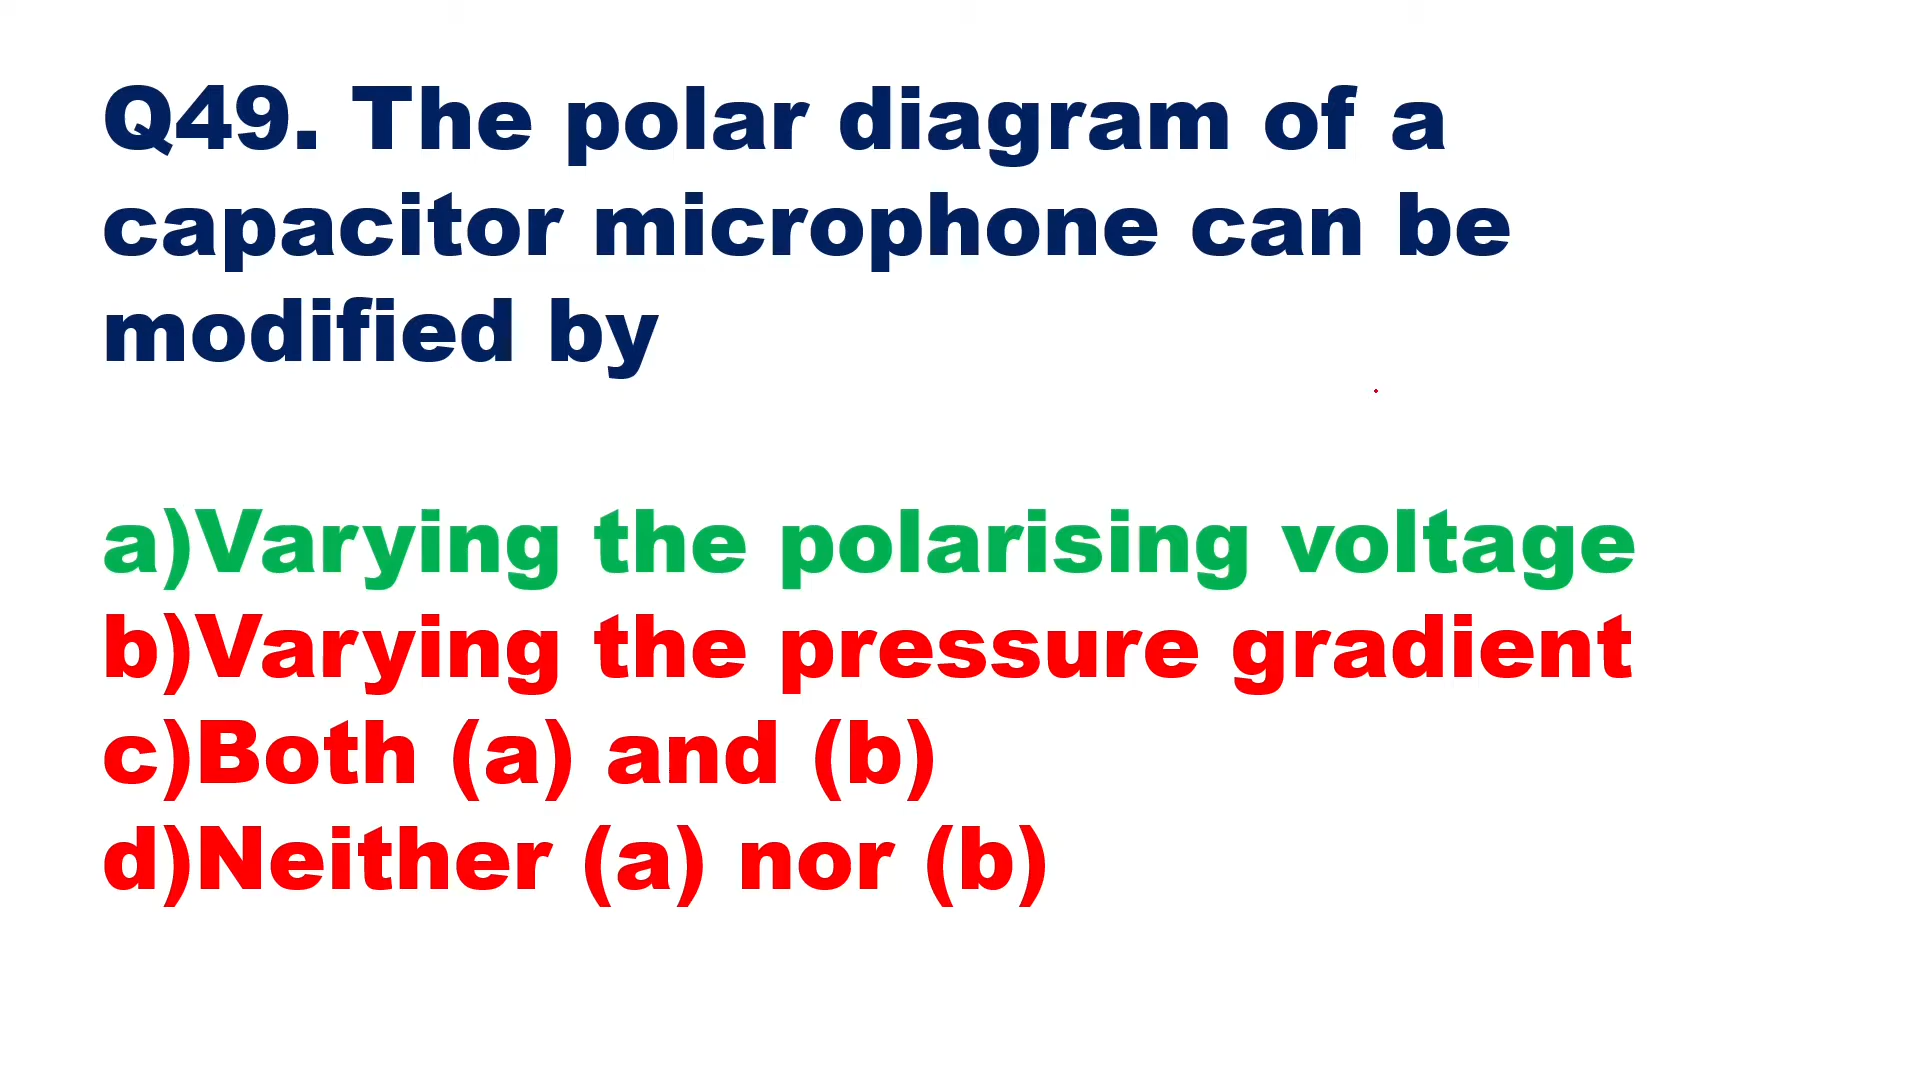 Q49. The polar diagram of a
capacitor microphone can be
modified by
a)Varying the polarising voltage
b)Varying the pressure gradient
c)Both (a) and (b)
d)Neither (a) nor (b)